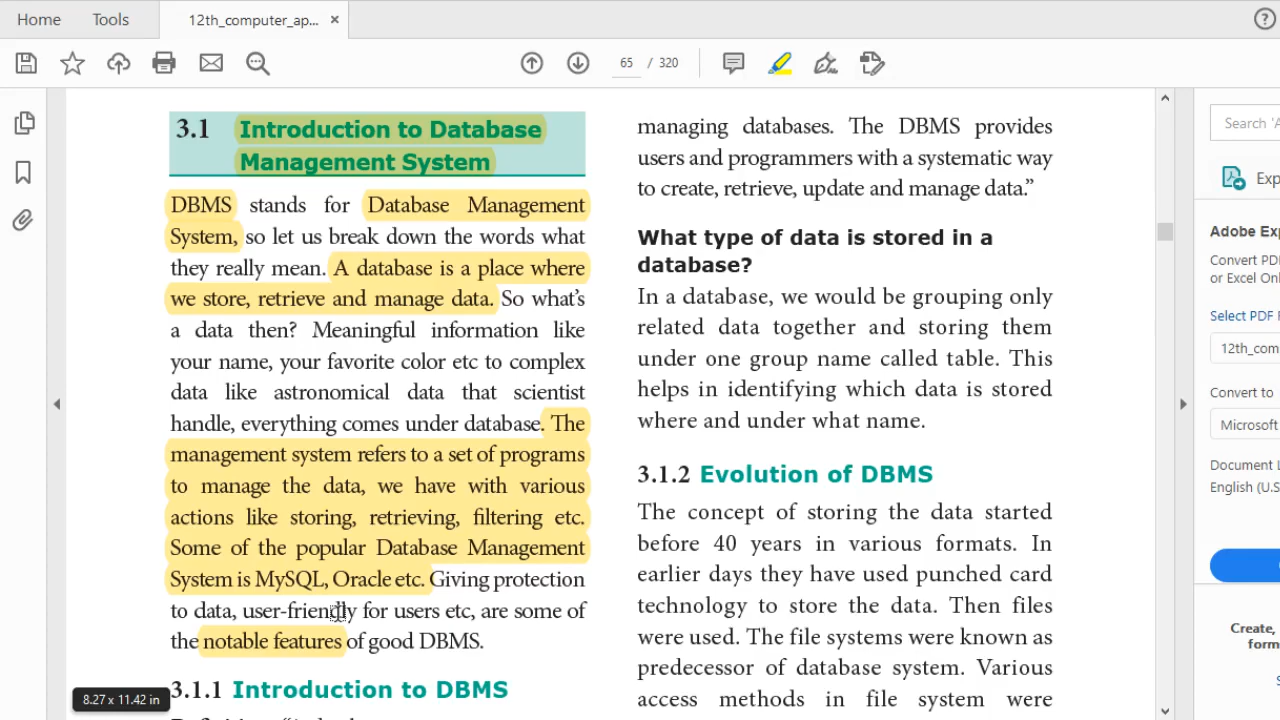 Home
Tools
12th_computer_ap...
65 / 320
3.1 Introduction to Database
Management System
DBMS stands for Database Management
System, so let us break down the words what
they really mean. A database is a place where
we store, retrieve and manage data. So what's
a data then? Meaningful information like
your name, your favorite color etc to complex
data like astronomical data that scientist
handle, everything comes under database. The
management system refers to a set of programs
to manage the data, we have with various
actions like storing, retrieving, filtering etc.
Some of the popular Database Management
System is MySQL, Oracle etc. Giving protection
to data, user-friendly for users etc, are some of
the notable features of good DBMS.
3.1.1 Introduction to DBMS
8.27 x 11.42 in
managing databases. The DBMS provides
users and programmers with a systematic way
to create, retrieve, update and manage data.”
What type of data is stored in a
database?
In a database, we would be grouping only
related data together and storing them
under one group name called table. This
helps in identifying which data is stored
where and under what name.
3.1.2 Evolution of DBMS
The concept of storing the data started
before 40 years in various formats. In
earlier days they have used punched card
technology to store the data. Then files
were used. The file systems were known as
predecessor of database system. Various
access methods in file system were
Search 'A
Exp
Adobe Exp
Convert PD
or Excel Onl
Select PDF F
12th_com
Convert to
Microsoft
Document L
English (U.S
Create,
form